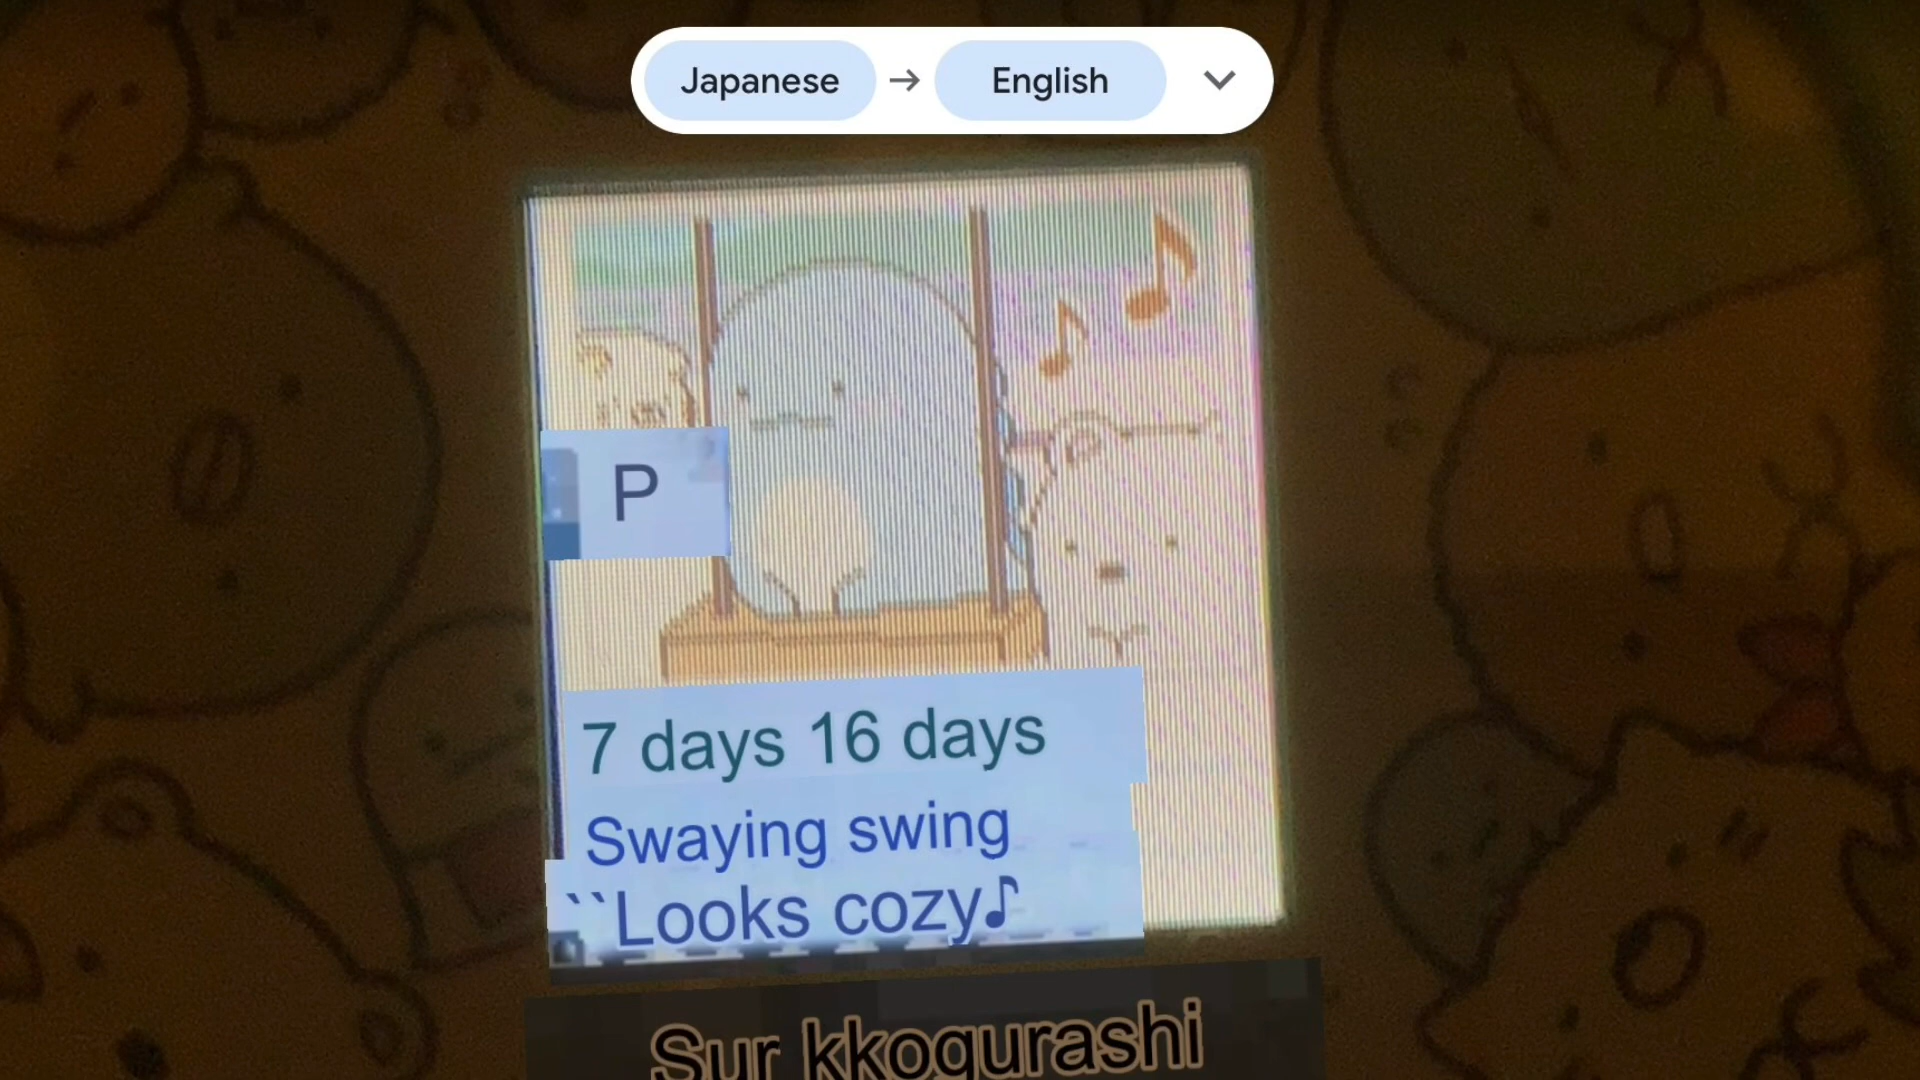 Japanese → English
P
7 days 16 days
Swaying swing
``Looks cozy♪
Sur kkogurashi